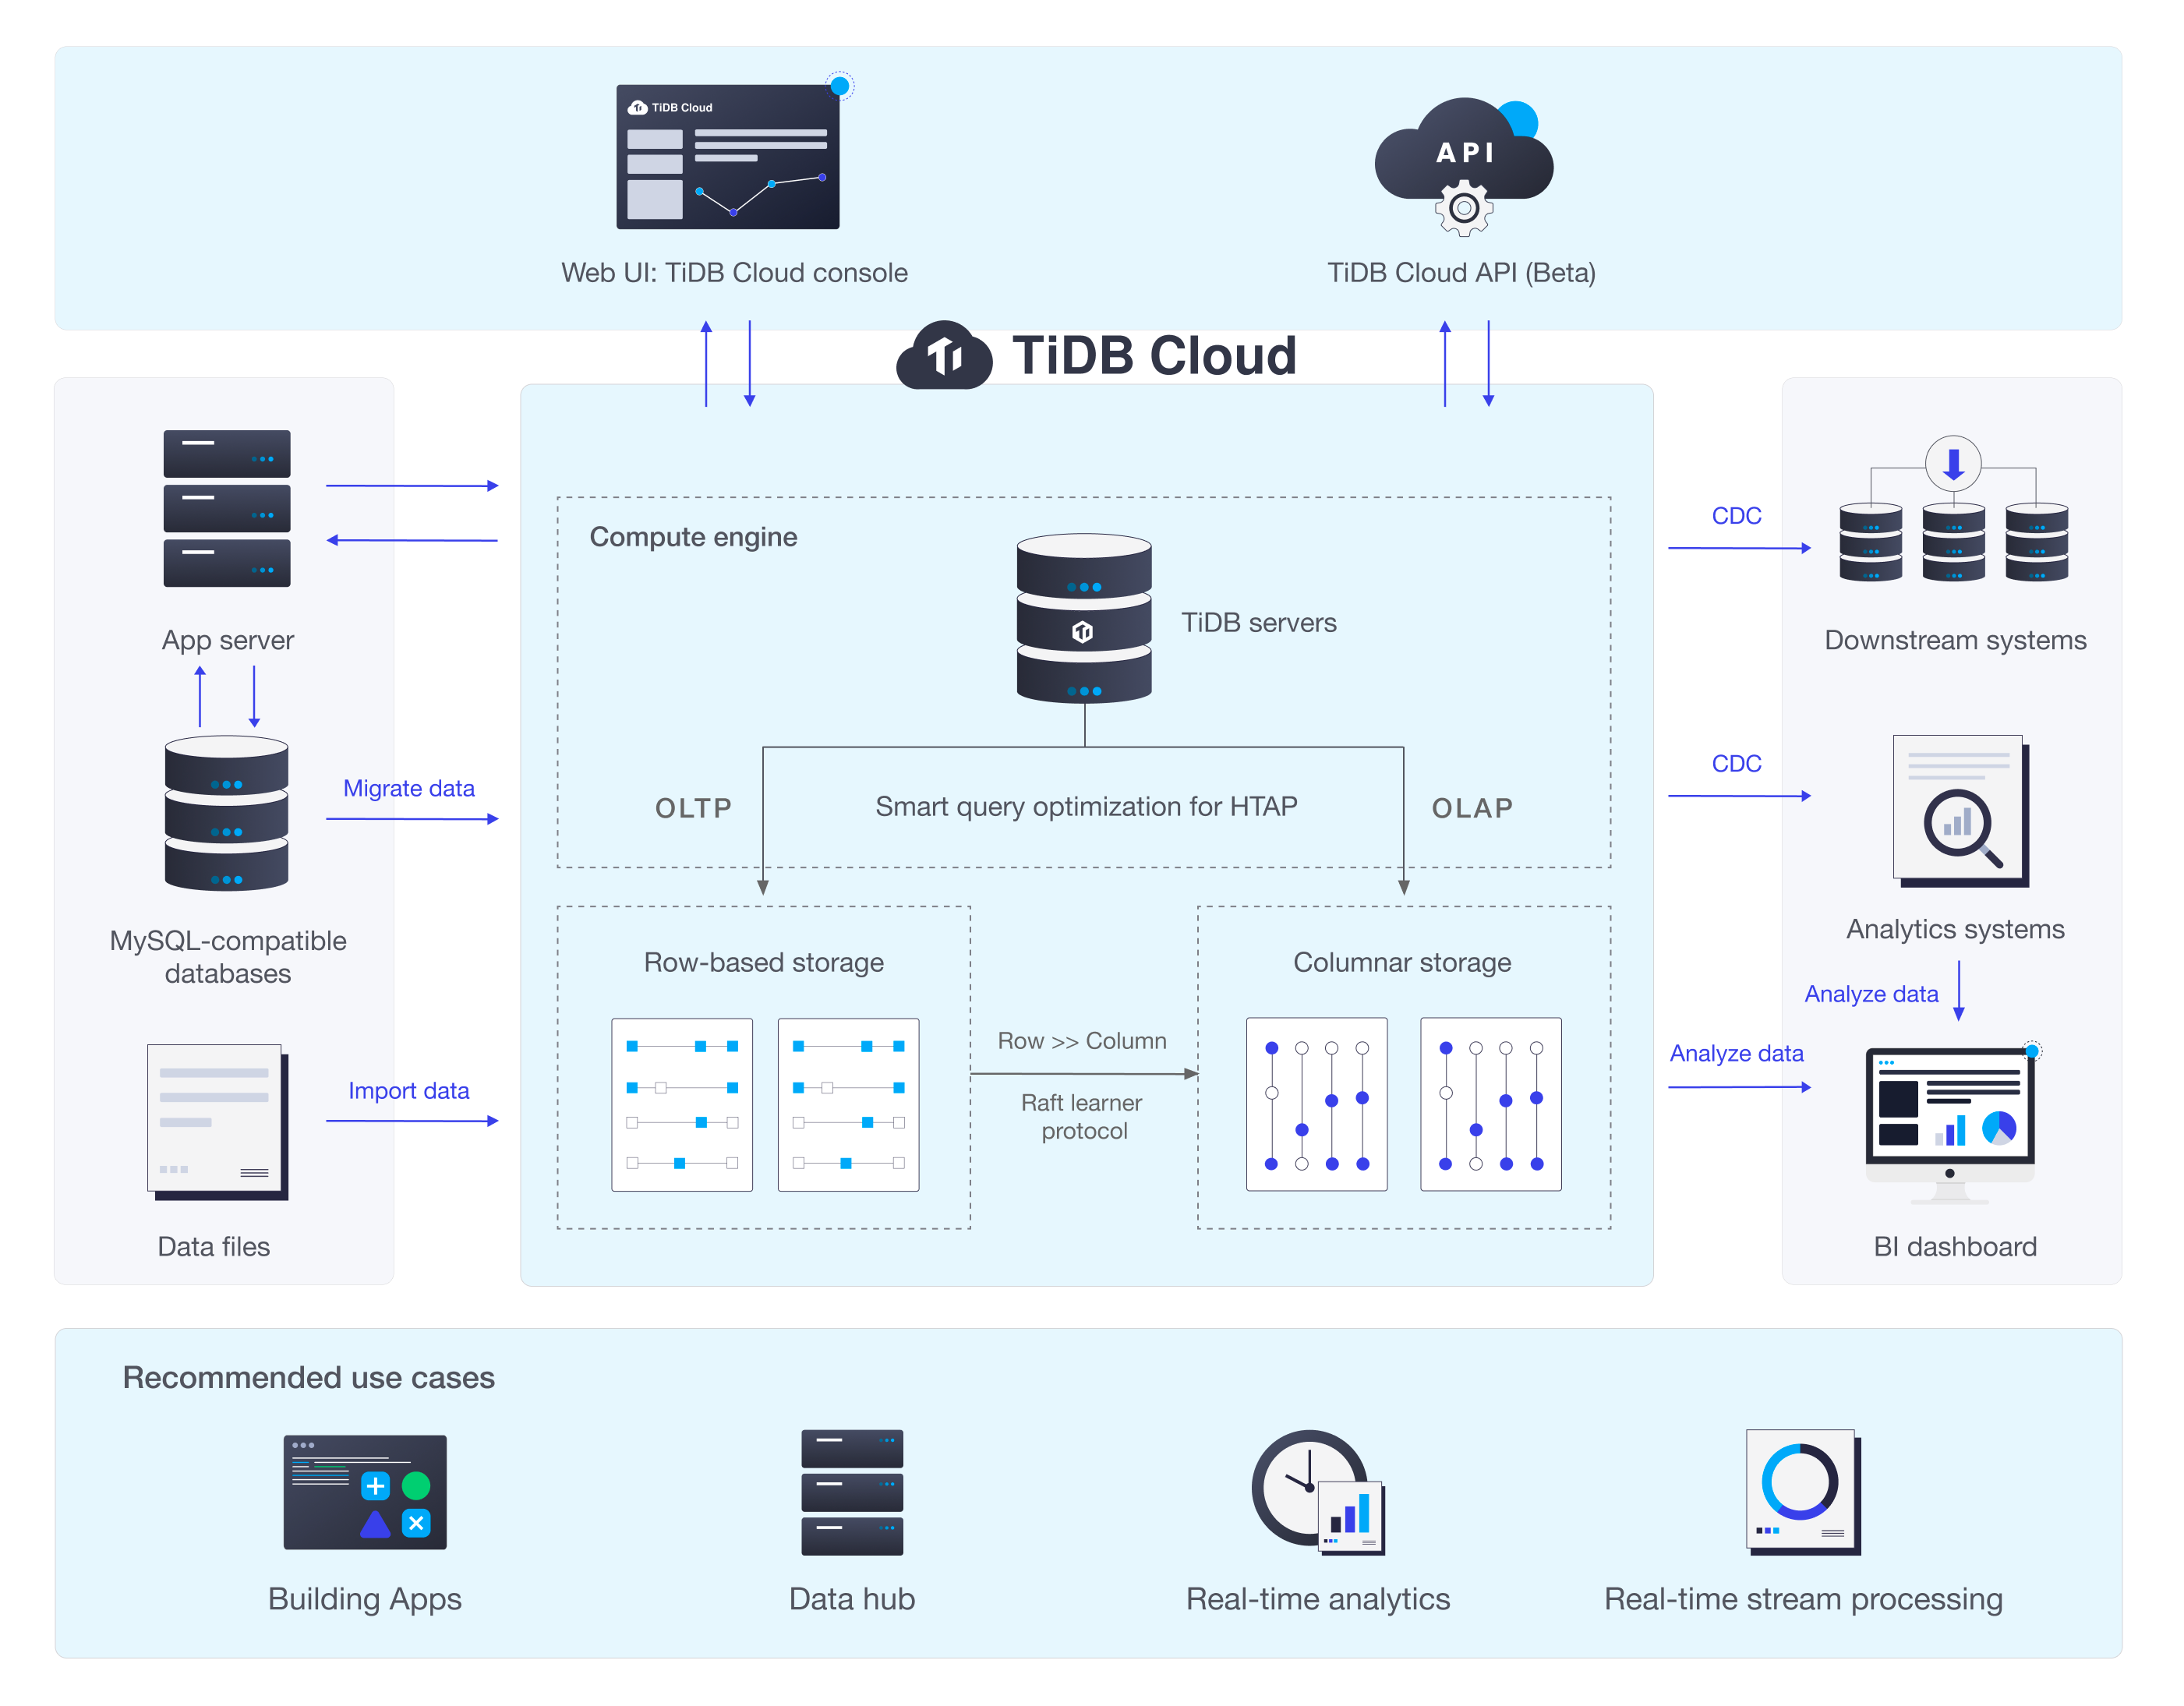 TiDB Cloud
API
Web UI: TiDB Cloud console
TiDB Cloud API (Beta)
TiDB Cloud
App server
Migrate data
MySQL-compatible
databases
Import data
Data files
Compute engine
TiDB servers
OLTP
Smart query optimization for HTAP
OLAP
Row-based storage
Row >> Column
Raft learner
protocol
Columnar storage
CDC
Downstream systems
CDC
Analytics systems
Analyze data
Analyze data
BI dashboard
Recommended use cases
Building Apps
Data hub
Real-time analytics
Real-time stream processing